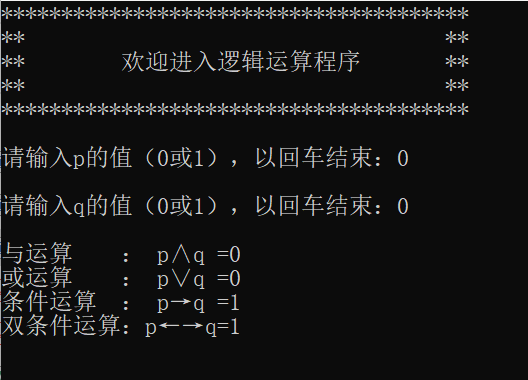 ***************************************
**                                   **
**        欢迎进入逻辑运算程序       **
**                                   **
***************************************
请输入p的值（0或1），以回车结束：0
请输入q的值（0或1），以回车结束：0
与运算    ： p∧q =0
或运算    ： p∨q =0
条件运算  ： p→q =1
双条件运算：p←→q=1